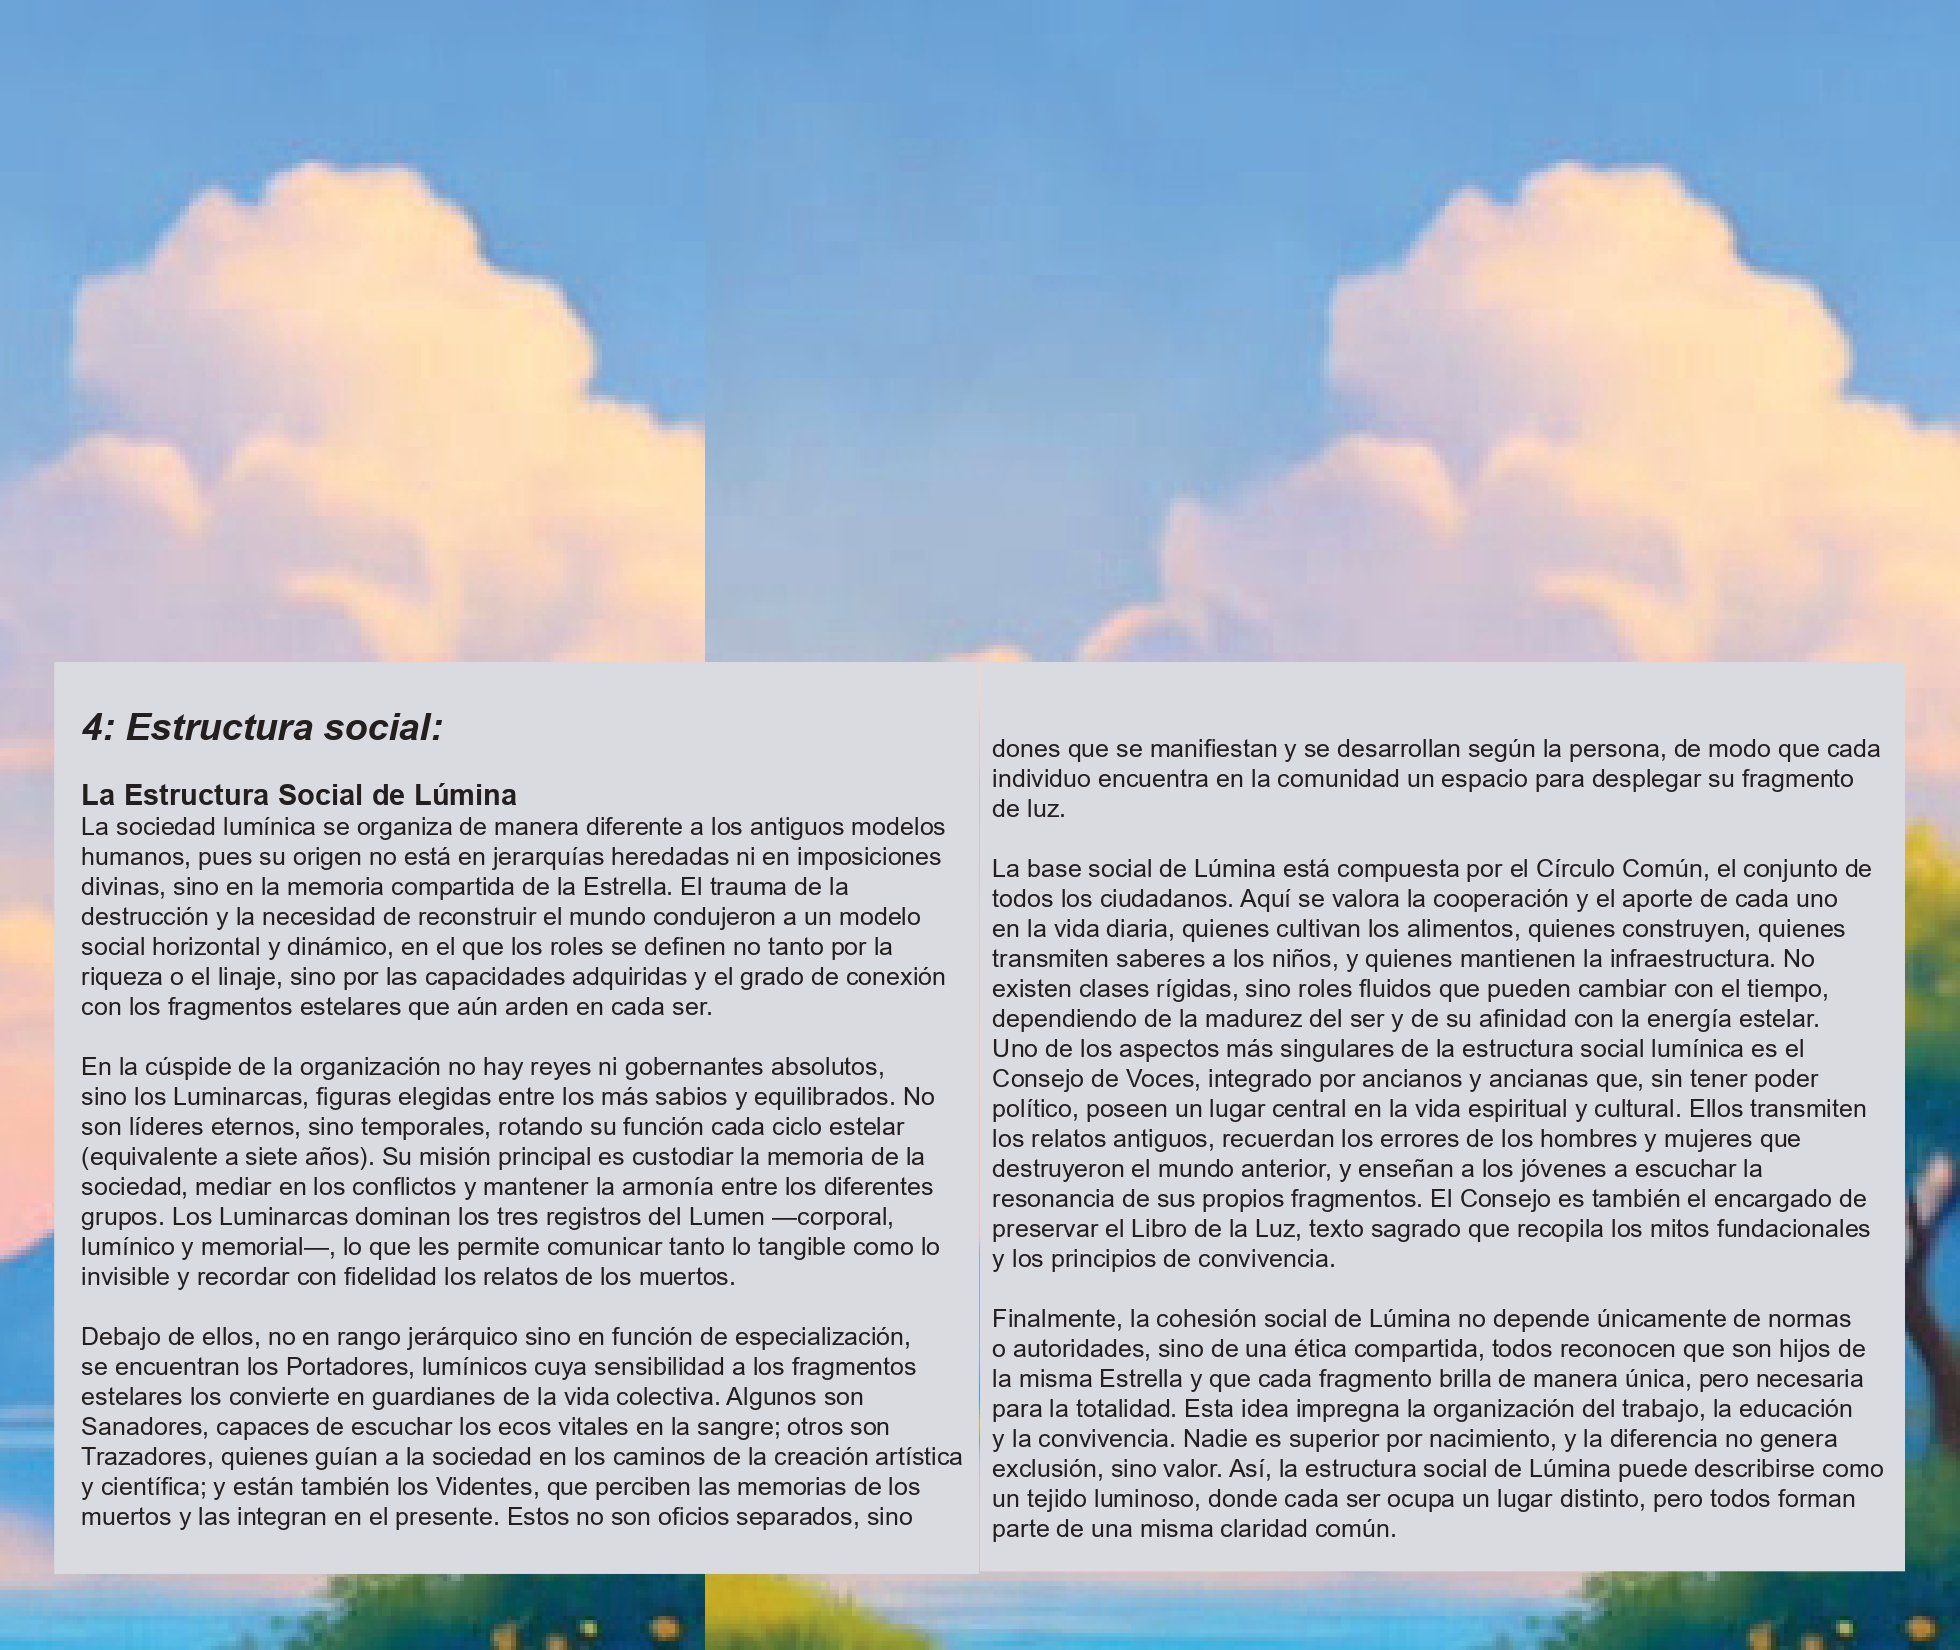 4: Estructura social:
La Estructura Social de Lúmina
La sociedad lumínica se organiza de manera diferente a los antiguos modelos
humanos, pues su origen no está en jerarquías heredadas ni en imposiciones
divinas, sino en la memoria compartida de la Estrella. El trauma de la
destrucción y la necesidad de reconstruir el mundo condujeron a un modelo
social horizontal y dinámico, en el que los roles se definen no tanto por la
riqueza o el linaje, sino por las capacidades adquiridas y el grado de conexión
con los fragmentos estelares que aún arden en cada ser.
En la cúspide de la organización no hay reyes ni gobernantes absolutos,
sino los Luminarcas, figuras elegidas entre los más sabios y equilibrados. No
son líderes eternos, sino temporales, rotando su función cada ciclo estelar
(equivalente a siete años). Su misión principal es custodiar la memoria de la
sociedad, mediar en los conflictos y mantener la armonía entre los diferentes
grupos. Los Luminarcas dominan los tres registros del Lumen —corporal,
lumínico y memorial—, lo que les permite comunicar tanto lo tangible como lo
invisible y recordar con fidelidad los relatos de los muertos.
Debajo de ellos, no en rango jerárquico sino en función de especialización,
se encuentran los Portadores, lumínicos cuya sensibilidad a los fragmentos
estelares los convierte en guardianes de la vida colectiva. Algunos son
Sanadores, capaces de escuchar los ecos vitales en la sangre; otros son
Trazadores, quienes guían a la sociedad en los caminos de la creación artística
y científica; y están también los Videntes, que perciben las memorias de los
muertos y las integran en el presente. Estos no son oficios separados, sino
dones que se manifiestan y se desarrollan según la persona, de modo que cada
individuo encuentra en la comunidad un espacio para desplegar su fragmento
de luz.
La base social de Lúmina está compuesta por el Círculo Común, el conjunto de
todos los ciudadanos. Aquí se valora la cooperación y el aporte de cada uno
en la vida diaria, quienes cultivan los alimentos, quienes construyen, quienes
transmiten saberes a los niños, y quienes mantienen la infraestructura. No
existen clases rígidas, sino roles fluidos que pueden cambiar con el tiempo,
dependiendo de la madurez del ser y de su afinidad con la energía estelar.
Uno de los aspectos más singulares de la estructura social lumínica es el
Consejo de Voces, integrado por ancianos y ancianas que, sin tener poder
político, poseen un lugar central en la vida espiritual y cultural. Ellos transmiten
los relatos antiguos, recuerdan los errores de los hombres y mujeres que
destruyeron el mundo anterior, y enseñan a los jóvenes a escuchar la
resonancia de sus propios fragmentos. El Consejo es también el encargado de
preservar el Libro de la Luz, texto sagrado que recopila los mitos fundacionales
y los principios de convivencia.
Finalmente, la cohesión social de Lúmina no depende únicamente de normas
o autoridades, sino de una ética compartida, todos reconocen que son hijos de
la misma Estrella y que cada fragmento brilla de manera única, pero necesaria
para la totalidad. Esta idea impregna la organización del trabajo, la educación
y la convivencia. Nadie es superior por nacimiento, y la diferencia no genera
exclusión, sino valor. Así, la estructura social de Lúmina puede describirse como
un tejido luminoso, donde cada ser ocupa un lugar distinto, pero todos forman
parte de una misma claridad común.